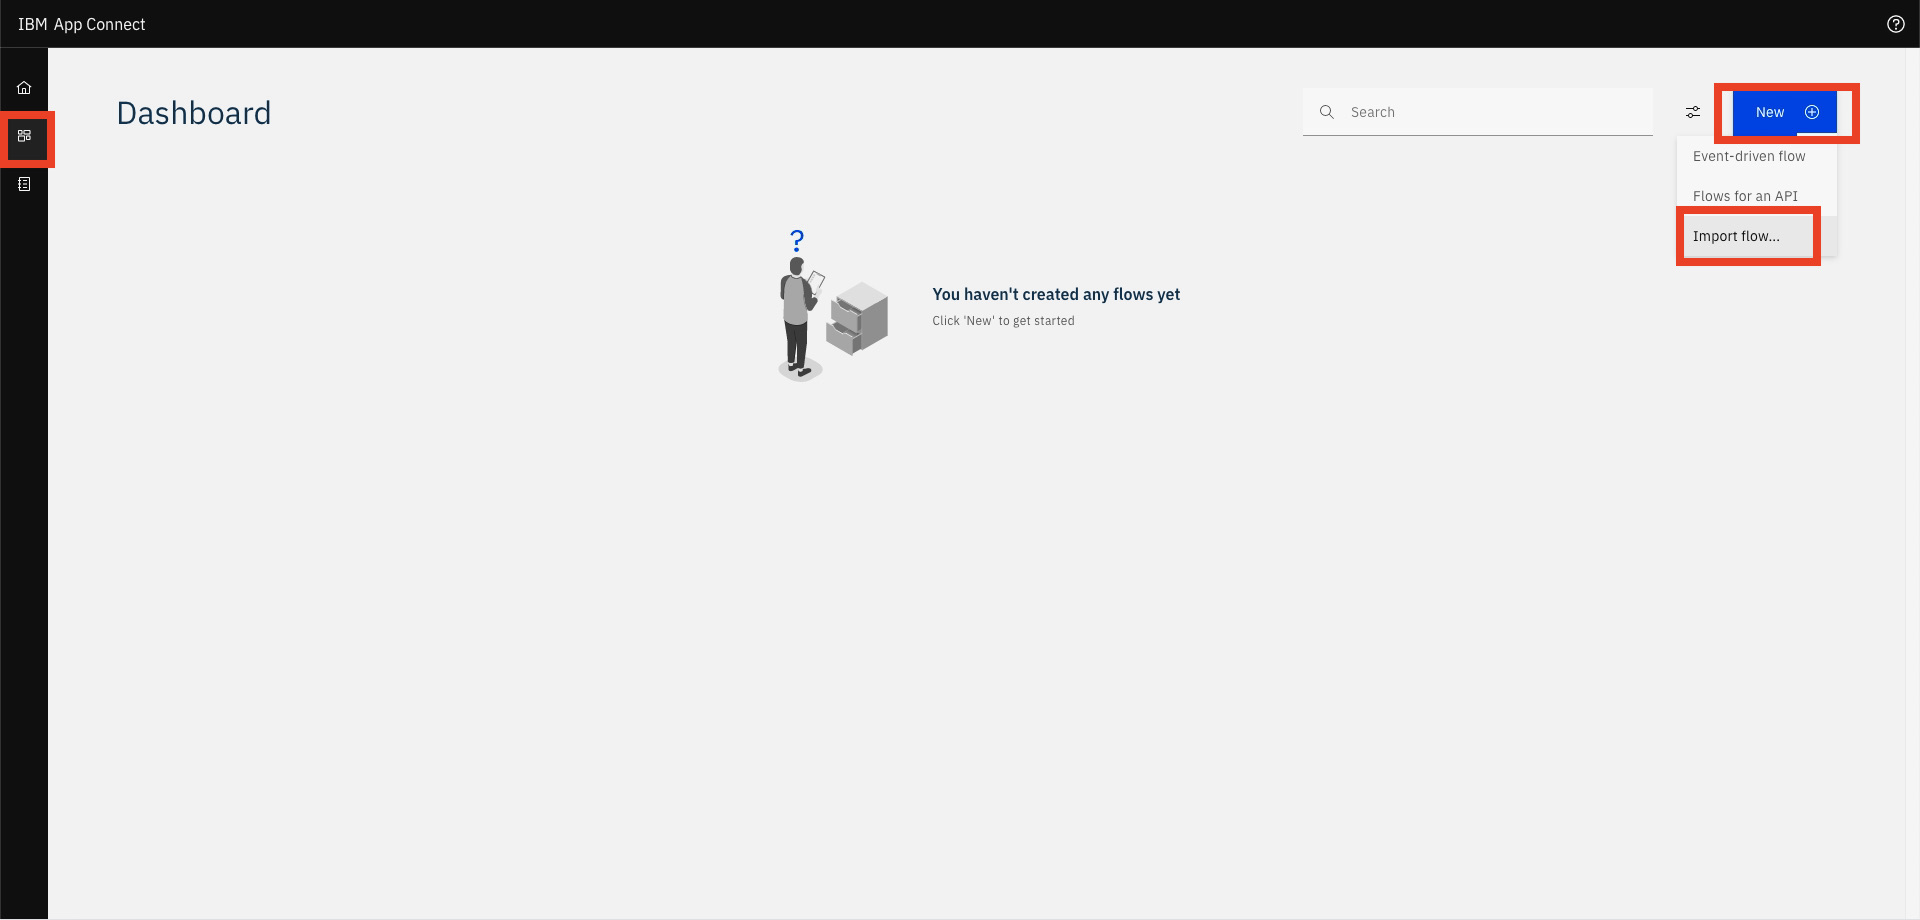 IBM App Connect
Dashboard
Search
New
Event-driven flow
Flows for an API
Import flow...
?
You haven't created any flows yet
Click 'New' to get started